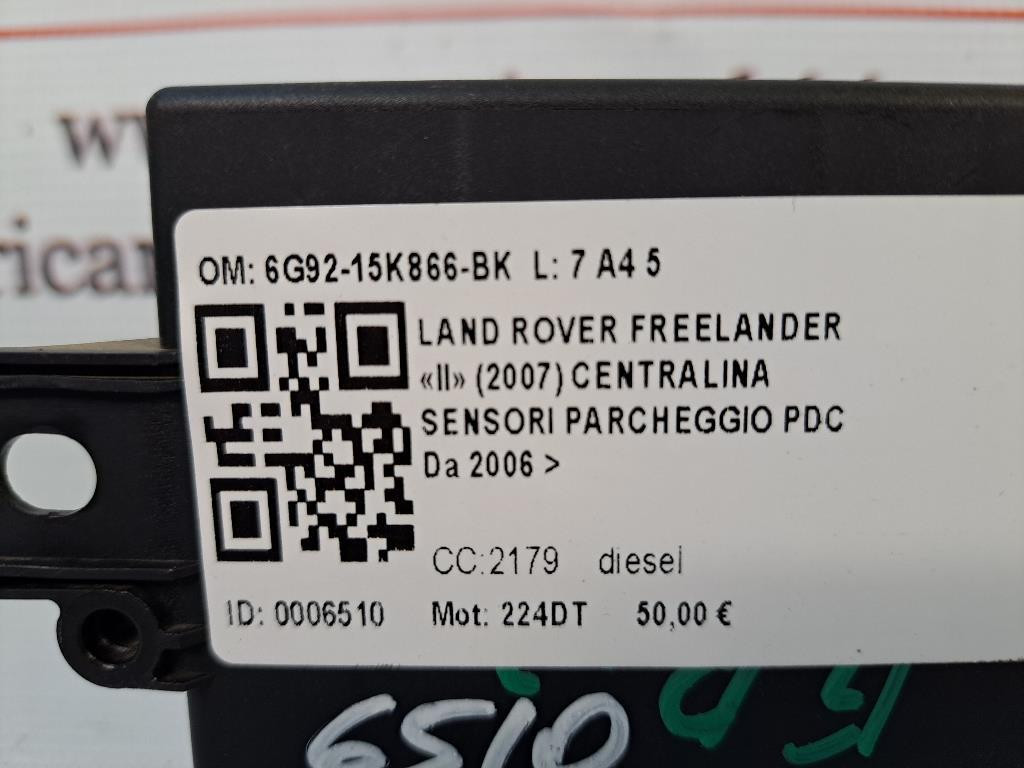 OM: 6G92-15K866-BK L: 7 A4 5
LAND ROVER FREELANDER
«II» (2007) CENTRALINA
SENSORI PARCHEGGIO PDC
Da 2006 >
CC:2179 diesel
ID: 0006510 Mot: 224DT 50,00 €
6510